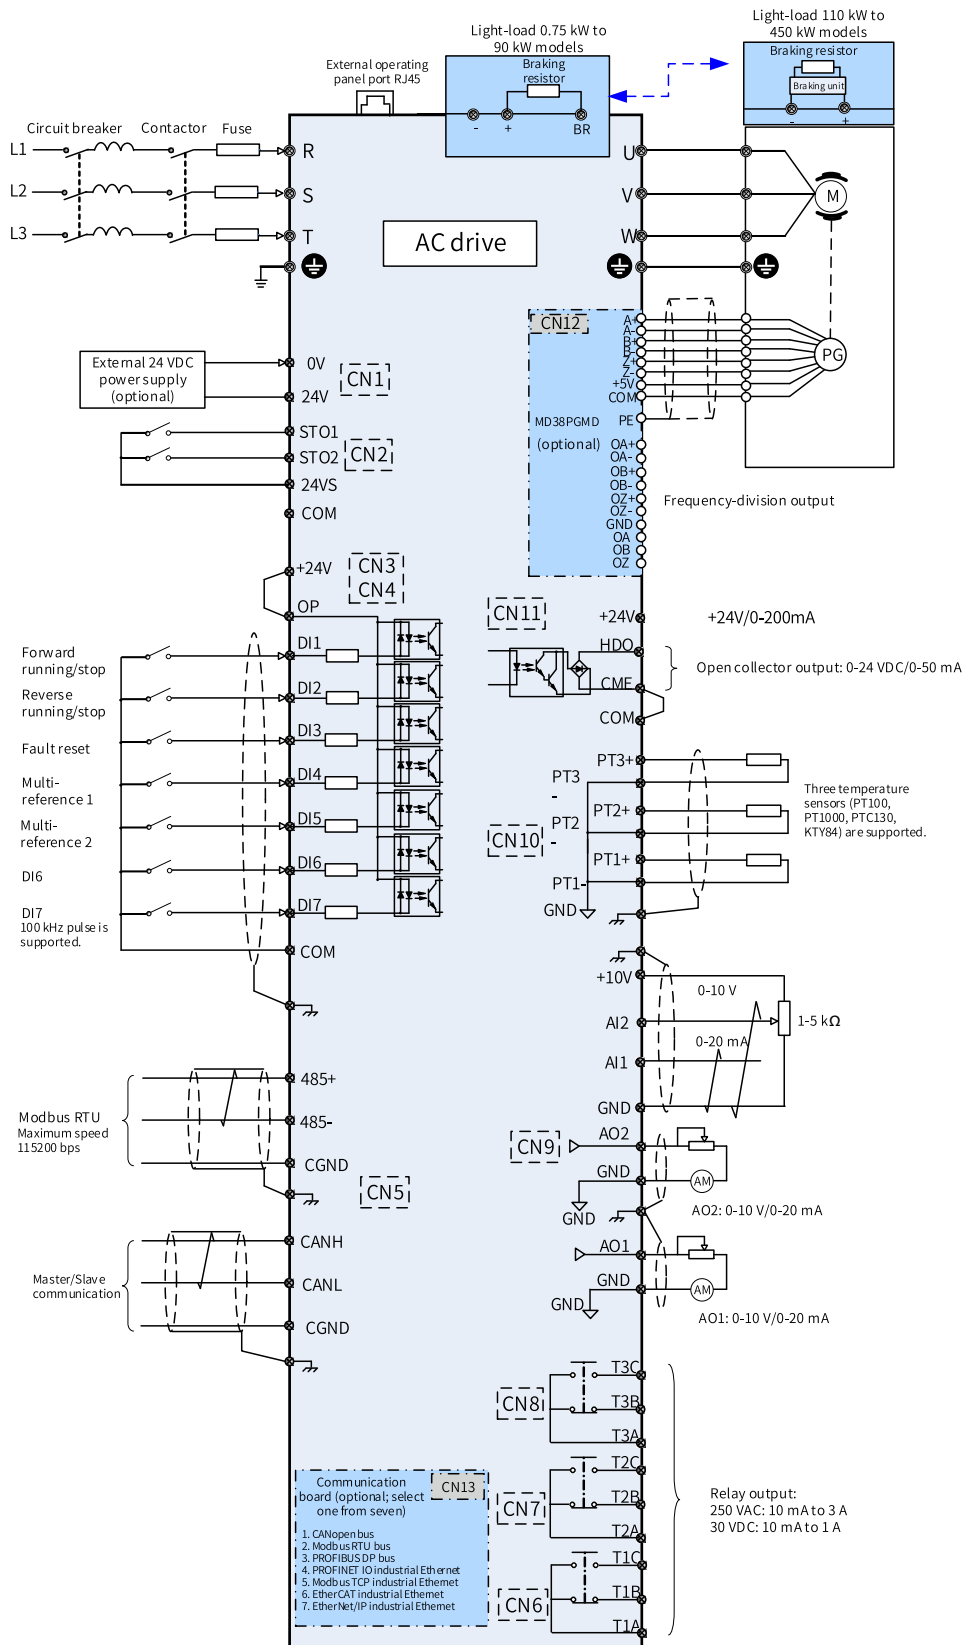 Light-load 0.75 kW to
90 kW models
Light-load 110 kW to
450 kW models
External operating
panel port RJ45
Braking
resistor
-
+
BR
Braking resistor
Braking unit
-
+
Circuit breaker
Contactor
Fuse
L1
L2
L3
R
S
T
AC drive
U
V
W
M
PG
External 24 VDC
power supply
(optional)
0V
24V
CN1
STO1
STO2
24VS
COM
CN2
CN12
MD38PGMD
(optional)
A+
A-
B+
B-
Z+
Z-
+5V
COM
PE
OA+
OA-
OB+
OB-
OZ+
OZ-
GND
OA
OB
OZ
Frequency-division output
+24V
OP
CN3
CN4
Forward
running/stop
Reverse
running/stop
Fault reset
Multi-
reference 1
Multi-
reference 2
DI6
DI7
100 kHz pulse is
supported.
DI1
DI2
DI3
DI4
DI5
DI6
DI7
COM
CN11
+24V
HDO
CME
COM
+24V/0-200mA
Open collector output: 0-24 VDC/0-50 mA
CN10
PT3+
PT3
-
PT2+
PT2
-
PT1+
PT1-
GND
Three temperature
sensors (PT100,
PT1000, PTC130,
KTY84) are supported.
+10V
AI2
AI1
GND
0-10 V
0-20 mA
1-5 kΩ
Modbus RTU
Maximum speed
115200 bps
485+
485-
CGND
CN5
CN9
AO2
GND
GND
AM
AO2: 0-10 V/0-20 mA
AO1
GND
GND
AM
AO1: 0-10 V/0-20 mA
Master/Slave
communication
CANH
CANL
CGND
CN8
T3C
T3B
T3A
CN7
T2C
T2B
T2A
CN6
T1C
T1B
T1A
Relay output:
250 VAC: 10 mA to 3 A
30 VDC: 10 mA to 1 A
Communication
board (optional; select
one from seven)
CN13
1. CANopen bus
2. Modbus RTU bus
3. PROFIBUS DP bus
4. PROFINET IO industrial Ethernet
5. Modbus TCP industrial Ethernet
6. EtherCAT industrial Ethernet
7. EtherNet/IP industrial Ethernet